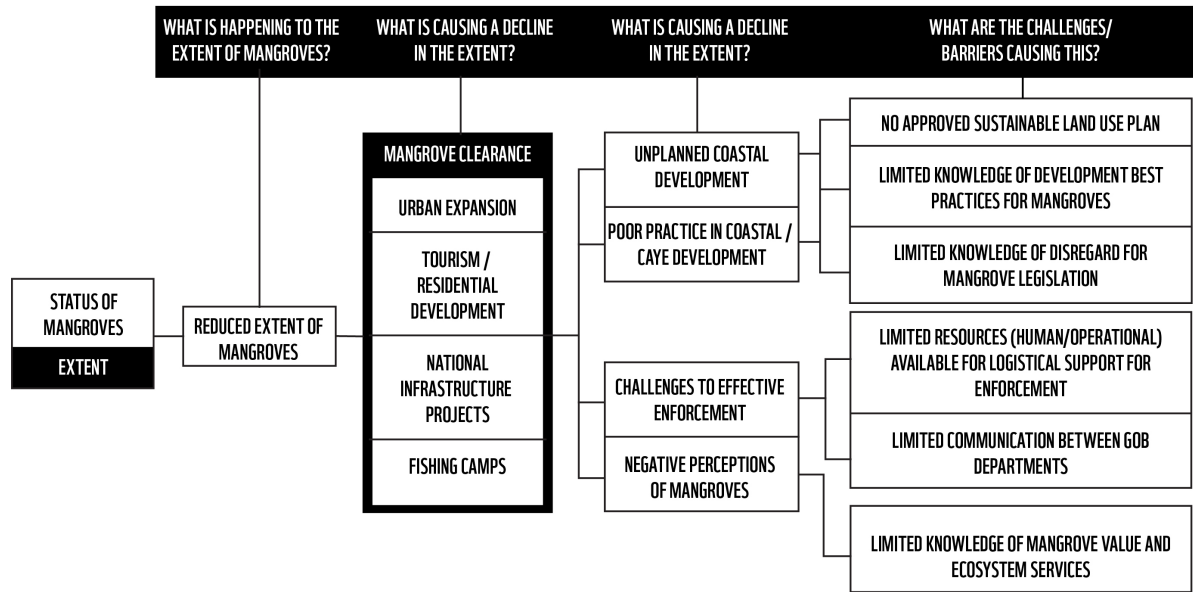 WHAT IS HAPPENING TO THE
EXTENT OF MANGROVES?
WHAT IS CAUSING A DECLINE
IN THE EXTENT?
WHAT IS CAUSING A DECLINE
IN THE EXTENT?
WHAT ARE THE CHALLENGES/
BARRIERS CAUSING THIS?
STATUS OF
MANGROVES
EXTENT
REDUCED EXTENT OF
MANGROVES
MANGROVE CLEARANCE
URBAN EXPANSION
TOURISM /
RESIDENTIAL
DEVELOPMENT
NATIONAL
INFRASTRUCTURE
PROJECTS
FISHING CAMPS
UNPLANNED COASTAL
DEVELOPMENT
POOR PRACTICE IN COASTAL /
CAYE DEVELOPMENT
CHALLENGES TO EFFECTIVE
ENFORCEMENT
NEGATIVE PERCEPTIONS
OF MANGROVES
NO APPROVED SUSTAINABLE LAND USE PLAN
LIMITED KNOWLEDGE OF DEVELOPMENT BEST
PRACTICES FOR MANGROVES
LIMITED KNOWLEDGE OF DISREGARD FOR
MANGROVE LEGISLATION
LIMITED RESOURCES (HUMAN/OPERATIONAL)
AVAILABLE FOR LOGISTICAL SUPPORT FOR
ENFORCEMENT
LIMITED COMMUNICATION BETWEEN GOB
DEPARTMENTS
LIMITED KNOWLEDGE OF MANGROVE VALUE AND
ECOSYSTEM SERVICES